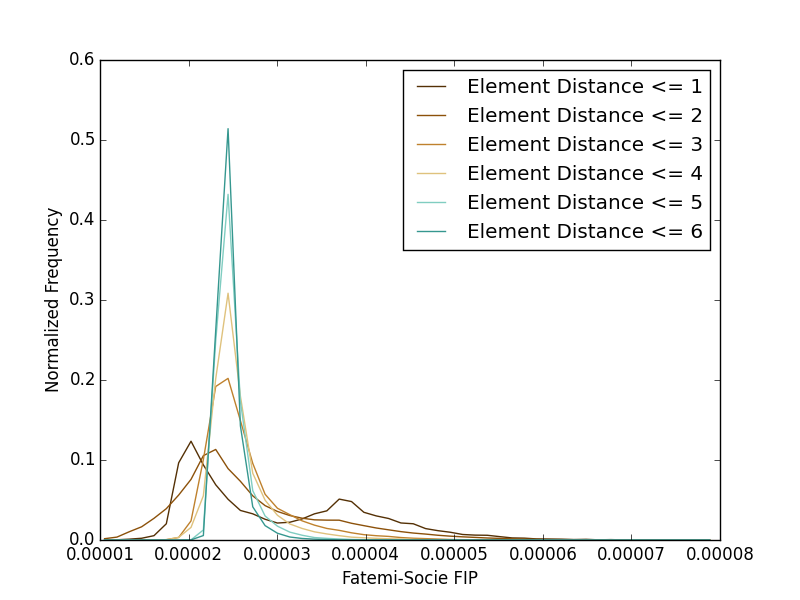 0.6
0.5
0.4
0.3
0.2
0.1
0.0
Normalized Frequency
Element Distance <= 1
Element Distance <= 2
Element Distance <= 3
Element Distance <= 4
Element Distance <= 5
Element Distance <= 6
0.00001 0.00002 0.00003 0.00004 0.00005 0.00006 0.00007 0.00008
Fatemi-Socie FIP